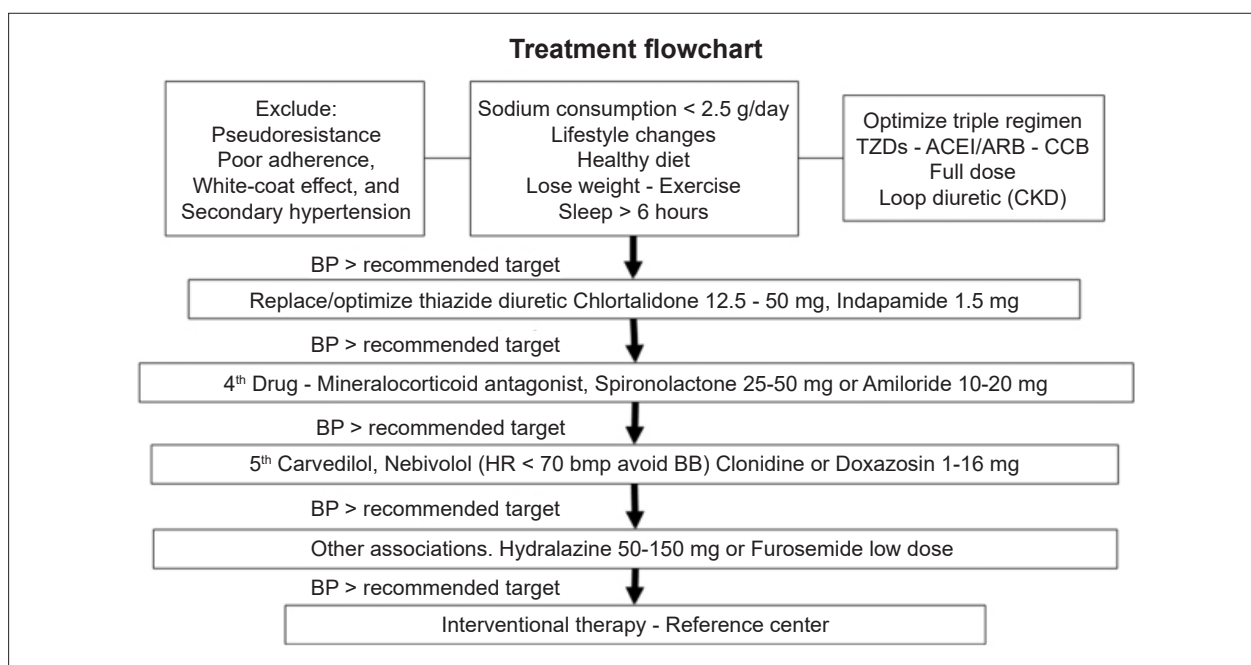 Treatment flowchart
Exclude:
Pseudoresistance
Poor adherence,
White-coat effect, and
Secondary hypertension
Sodium consumption < 2.5 g/day
Lifestyle changes
Healthy diet
Lose weight - Exercise
Sleep > 6 hours
Optimize triple regimen
TZDs - ACEI/ARB - CCB
Full dose
Loop diuretic (CKD)
BP > recommended target
Replace/optimize thiazide diuretic Chlortalidone 12.5 - 50 mg, Indapamide 1.5 mg
BP > recommended target
4th Drug - Mineralocorticoid antagonist, Spironolactone 25-50 mg or Amiloride 10-20 mg
BP > recommended target
5th Carvedilol, Nebivolol (HR < 70 bmp avoid BB) Clonidine or Doxazosin 1-16 mg
BP > recommended target
Other associations. Hydralazine 50-150 mg or Furosemide low dose
BP > recommended target
Interventional therapy - Reference center